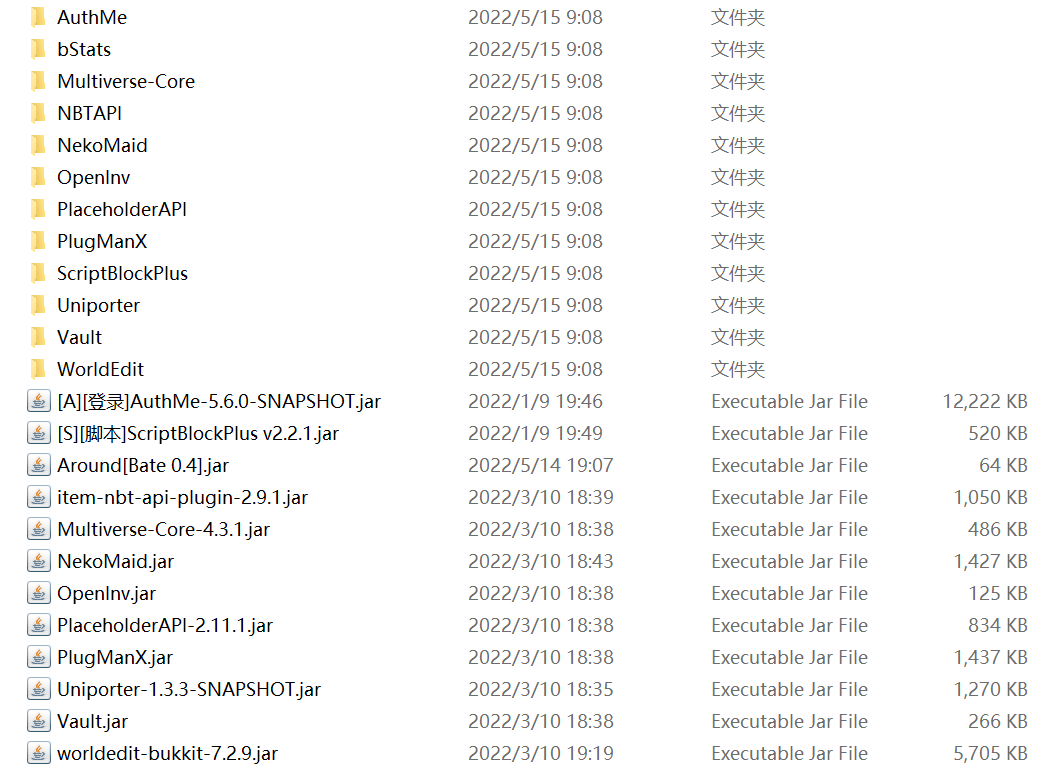 AuthMe 2022/5/15 9:08 文件夹
bStats 2022/5/15 9:08 文件夹
Multiverse-Core 2022/5/15 9:08 文件夹
NBTAPI 2022/5/15 9:08 文件夹
NekoMaid 2022/5/15 9:08 文件夹
OpenInv 2022/5/15 9:08 文件夹
PlaceholderAPI 2022/5/15 9:08 文件夹
PlugManX 2022/5/15 9:08 文件夹
ScriptBlockPlus 2022/5/15 9:08 文件夹
Uniporter 2022/5/15 9:08 文件夹
Vault 2022/5/15 9:08 文件夹
WorldEdit 2022/5/15 9:08 文件夹
[A][登录]AuthMe-5.6.0-SNAPSHOT.jar 2022/1/9 19:46 Executable Jar File 12,222 KB
[S][脚本]ScriptBlockPlus v2.2.1.jar 2022/1/9 19:49 Executable Jar File 520 KB
Around[Bate 0.4].jar 2022/5/14 19:07 Executable Jar File 64 KB
item-nbt-api-plugin-2.9.1.jar 2022/3/10 18:39 Executable Jar File 1,050 KB
Multiverse-Core-4.3.1.jar 2022/3/10 18:38 Executable Jar File 486 KB
NekoMaid.jar 2022/3/10 18:43 Executable Jar File 1,427 KB
OpenInv.jar 2022/3/10 18:38 Executable Jar File 125 KB
PlaceholderAPI-2.11.1.jar 2022/3/10 18:38 Executable Jar File 834 KB
PlugManX.jar 2022/3/10 18:38 Executable Jar File 1,437 KB
Uniporter-1.3.3-SNAPSHOT.jar 2022/3/10 18:35 Executable Jar File 1,270 KB
Vault.jar 2022/3/10 18:38 Executable Jar File 266 KB
worldedit-bukkit-7.2.9.jar 2022/3/10 19:19 Executable Jar File 5,705 KB